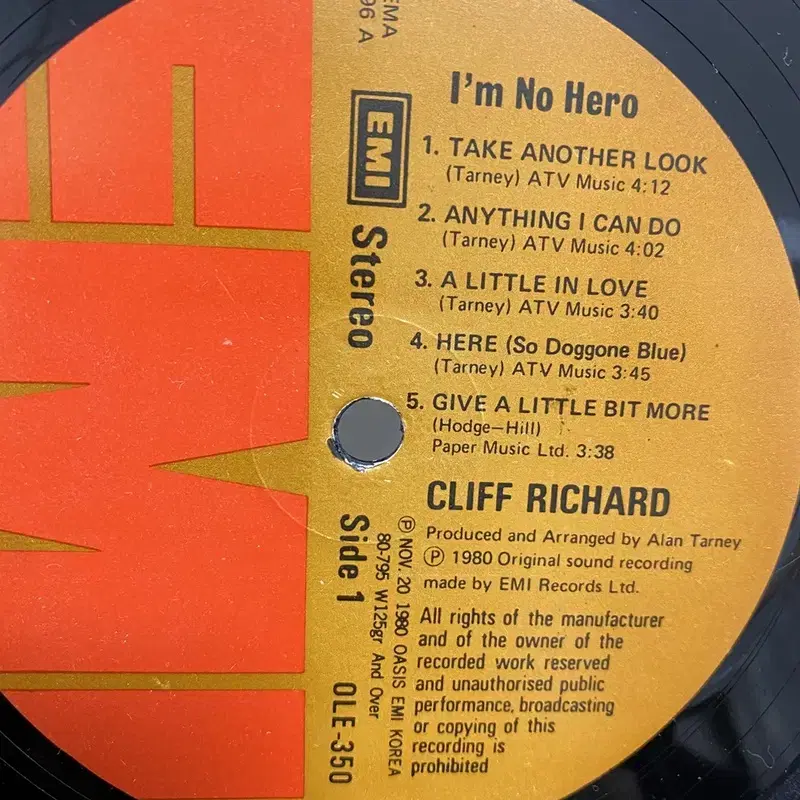 EMA
96 A
EMI
Stereo
I'm No Hero
1. TAKE ANOTHER LOOK
(Tarney) ATV Music 4:12
2. ANYTHING I CAN DO
(Tarney) ATV Music 4:02
3. A LITTLE IN LOVE
(Tarney) ATV Music 3:40
4. HERE (So Doggone Blue)
(Tarney) ATV Music 3:45
5. GIVE A LITTLE BIT MORE
(Hodge—Hill)
Paper Music Ltd. 3:38
CLIFF RICHARD
Produced and Arranged by Alan Tarney
Ⓟ 1980 Original sound recording
made by EMI Records Ltd.
All rights of the manufacturer
and of the owner of the
recorded work reserved
and unauthorised public
performance, broadcasting
or copying of this
recording is
prohibited
Ⓟ NOV. 20 1980 OASIS EMI KOREA
80-795 W125gr And Over
Side 1
OLE-350